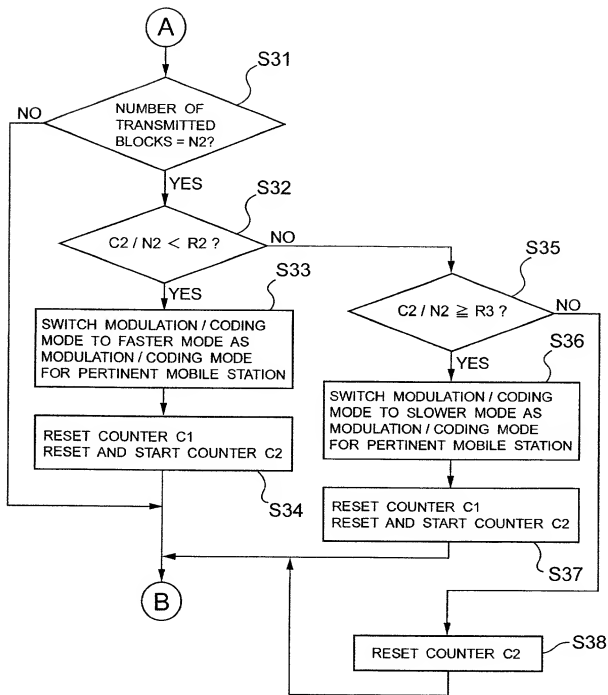 A
S31
NO
NUMBER OF
TRANSMITTED
BLOCKS = N2?
YES
S32
C2 / N2 < R2 ?
NO
S35
YES
S33
C2 / N2 ≧ R3 ?
NO
SWITCH MODULATION / CODING
MODE TO FASTER MODE AS
MODULATION / CODING MODE
FOR PERTINENT MOBILE STATION
YES
S36
SWITCH MODULATION / CODING
MODE TO SLOWER MODE AS
MODULATION / CODING MODE
FOR PERTINENT MOBILE STATION
RESET COUNTER C1
RESET AND START COUNTER C2
S34
RESET COUNTER C1
RESET AND START COUNTER C2
S37
B
RESET COUNTER C2
S38